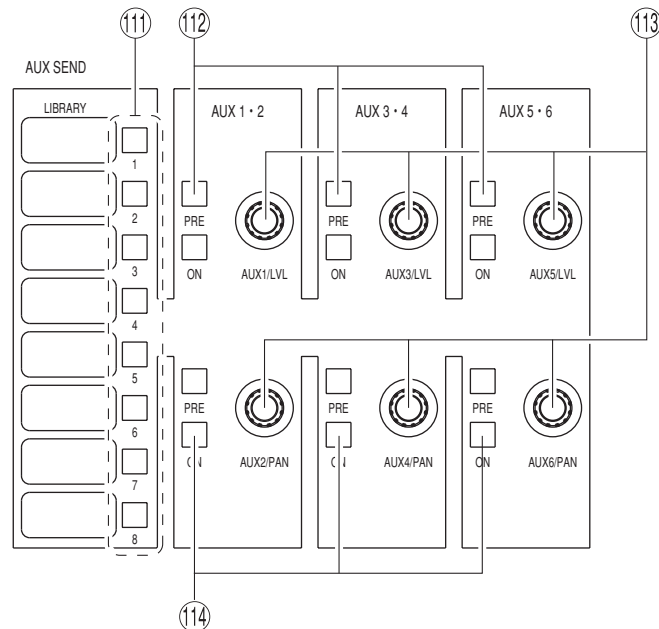 111 112 113
AUX SEND
LIBRARY
AUX 1・2 AUX 3・4 AUX 5・6
1
2
PRE PRE PRE
3
ON AUX1/LVL ON AUX3/LVL ON AUX5/LVL
4
5
PRE PRE PRE
6
ON AUX2/PAN ON AUX4/PAN ON AUX6/PAN
7
8
114